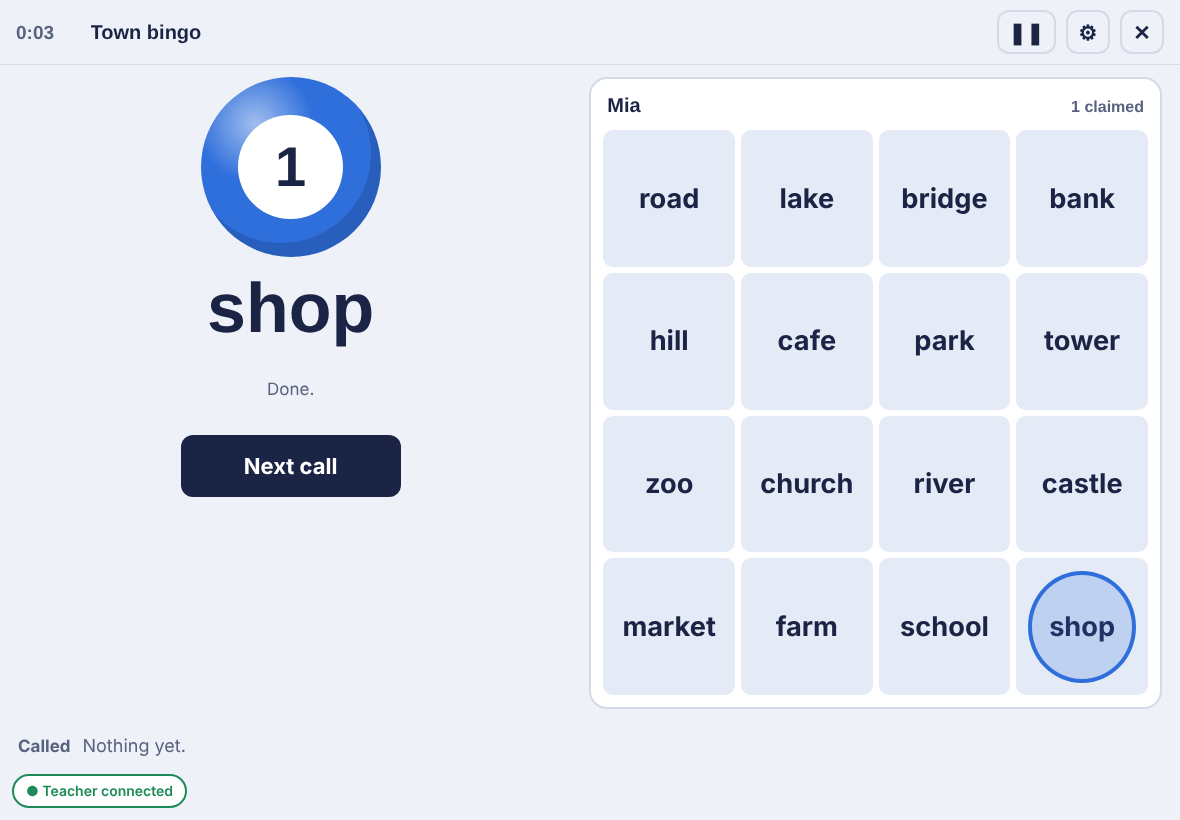 0:03 Town bingo
1
shop
Done.
Next call
Mia 1 claimed
road lake bridge bank
hill cafe park tower
zoo church river castle
market farm school shop
Called Nothing yet.
Teacher connected